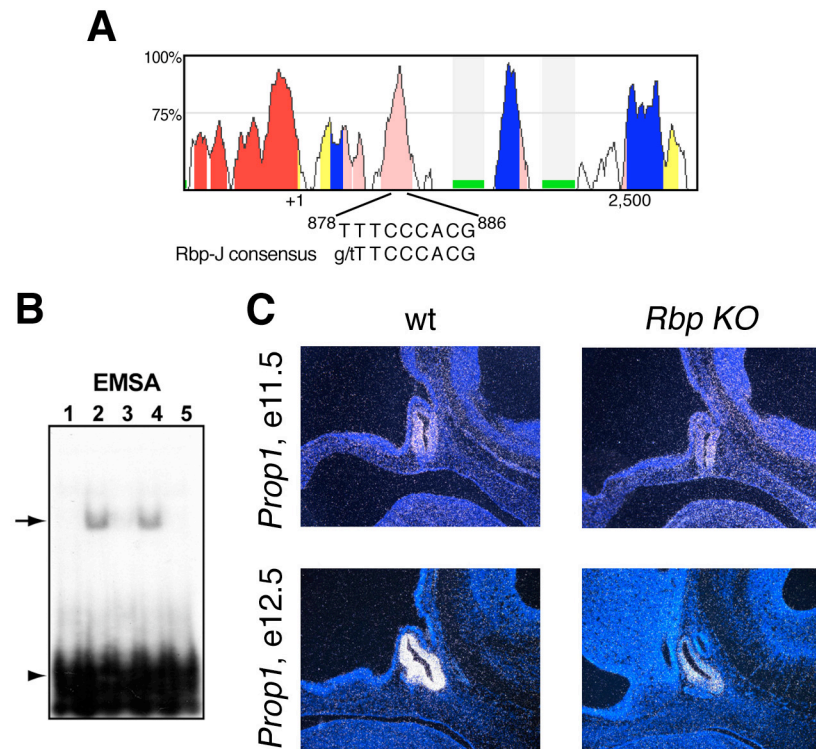 A
100%
75%
+1
2,500
878TTTCCCACG886
Rbp-J consensus g/tTTCCCACG
B
EMSA
1 2 3 4 5
C
wt
Rbp KO
Prop1, e11.5
Prop1, e12.5